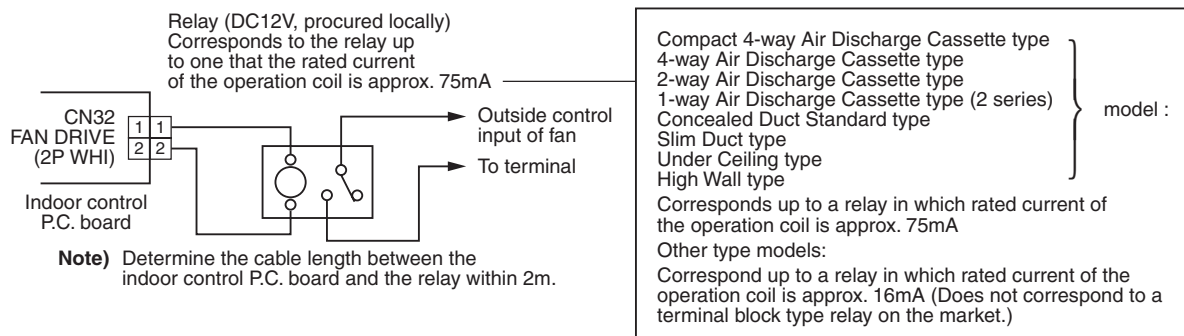 Relay (DC12V, procured locally)
Corresponds to the relay up
to one that the rated current
of the operation coil is approx. 75mA
CN32
FAN DRIVE
(2P WHI)
1 1
2 2
Outside control
input of fan
To terminal
Indoor control
P.C. board
Note) Determine the cable length between the
indoor control P.C. board and the relay within 2m.
Compact 4-way Air Discharge Cassette type
4-way Air Discharge Cassette type
2-way Air Discharge Cassette type
1-way Air Discharge Cassette type (2 series)
Concealed Duct Standard type
Slim Duct type
Under Ceiling type
High Wall type
model :
Corresponds up to a relay in which rated current of
the operation coil is approx. 75mA
Other type models:
Correspond up to a relay in which rated current of the
operation coil is approx. 16mA (Does not correspond to a
terminal block type relay on the market.)